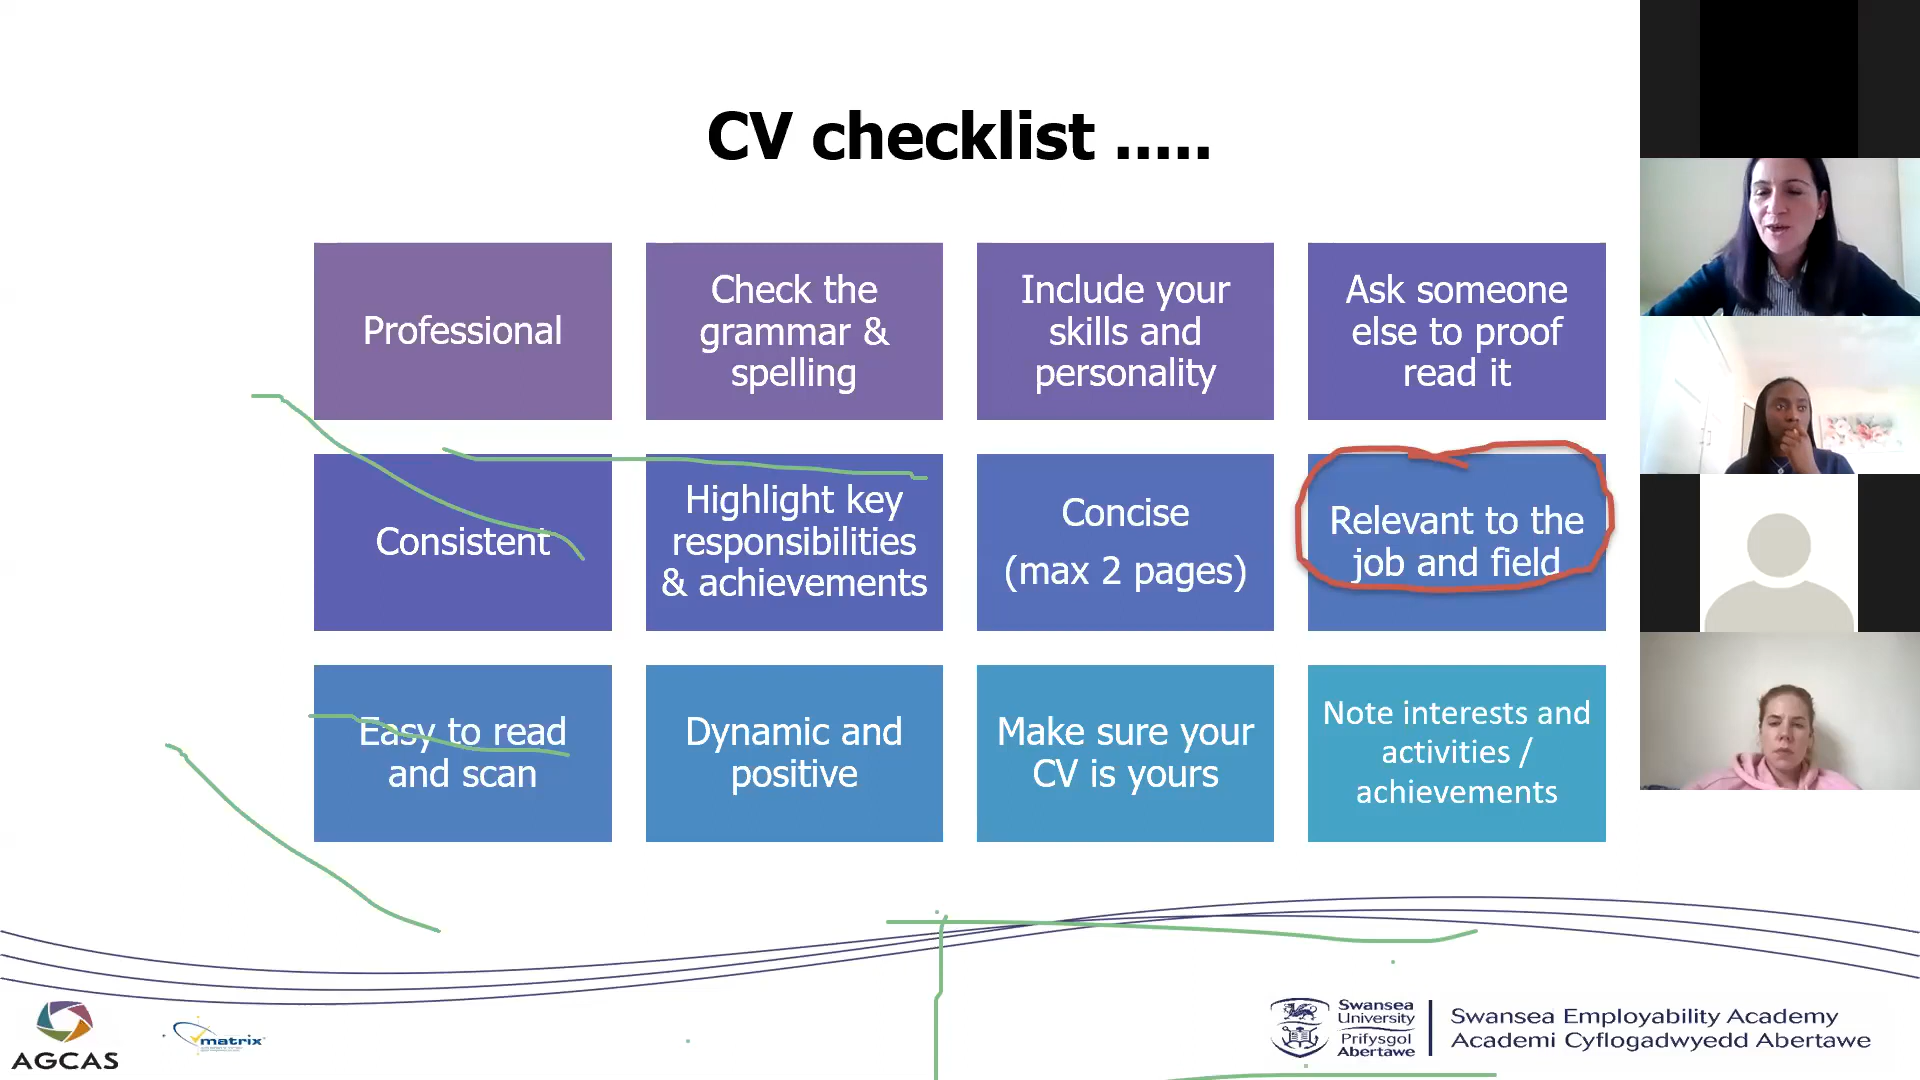 CV checklist .....
Professional
Check the
grammar &
spelling
Include your
skills and
personality
Ask someone
else to proof
read it
Consistent
Highlight key
responsibilities
& achievements
Concise
(max 2 pages)
Relevant to the
job and field
Easy to read
and scan
Dynamic and
positive
Make sure your
CV is yours
Note interests and
activities /
achievements
AGCAS
matrix
Swansea
University
Prifysgol
Abertawe
Swansea Employability Academy
Academi Cyflogadwyedd Abertawe